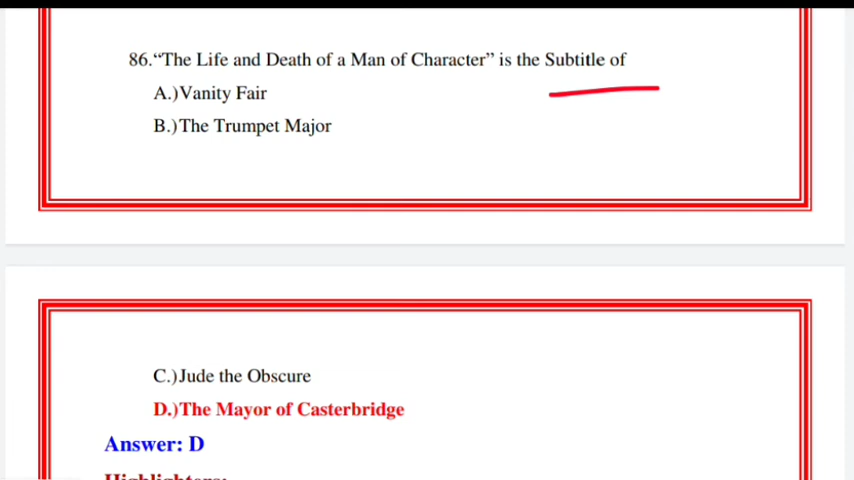 86.“The Life and Death of a Man of Character” is the Subtitle of
A.)Vanity Fair
B.)The Trumpet Major
C.)Jude the Obscure
D.)The Mayor of Casterbridge
Answer: D
Highlighters: